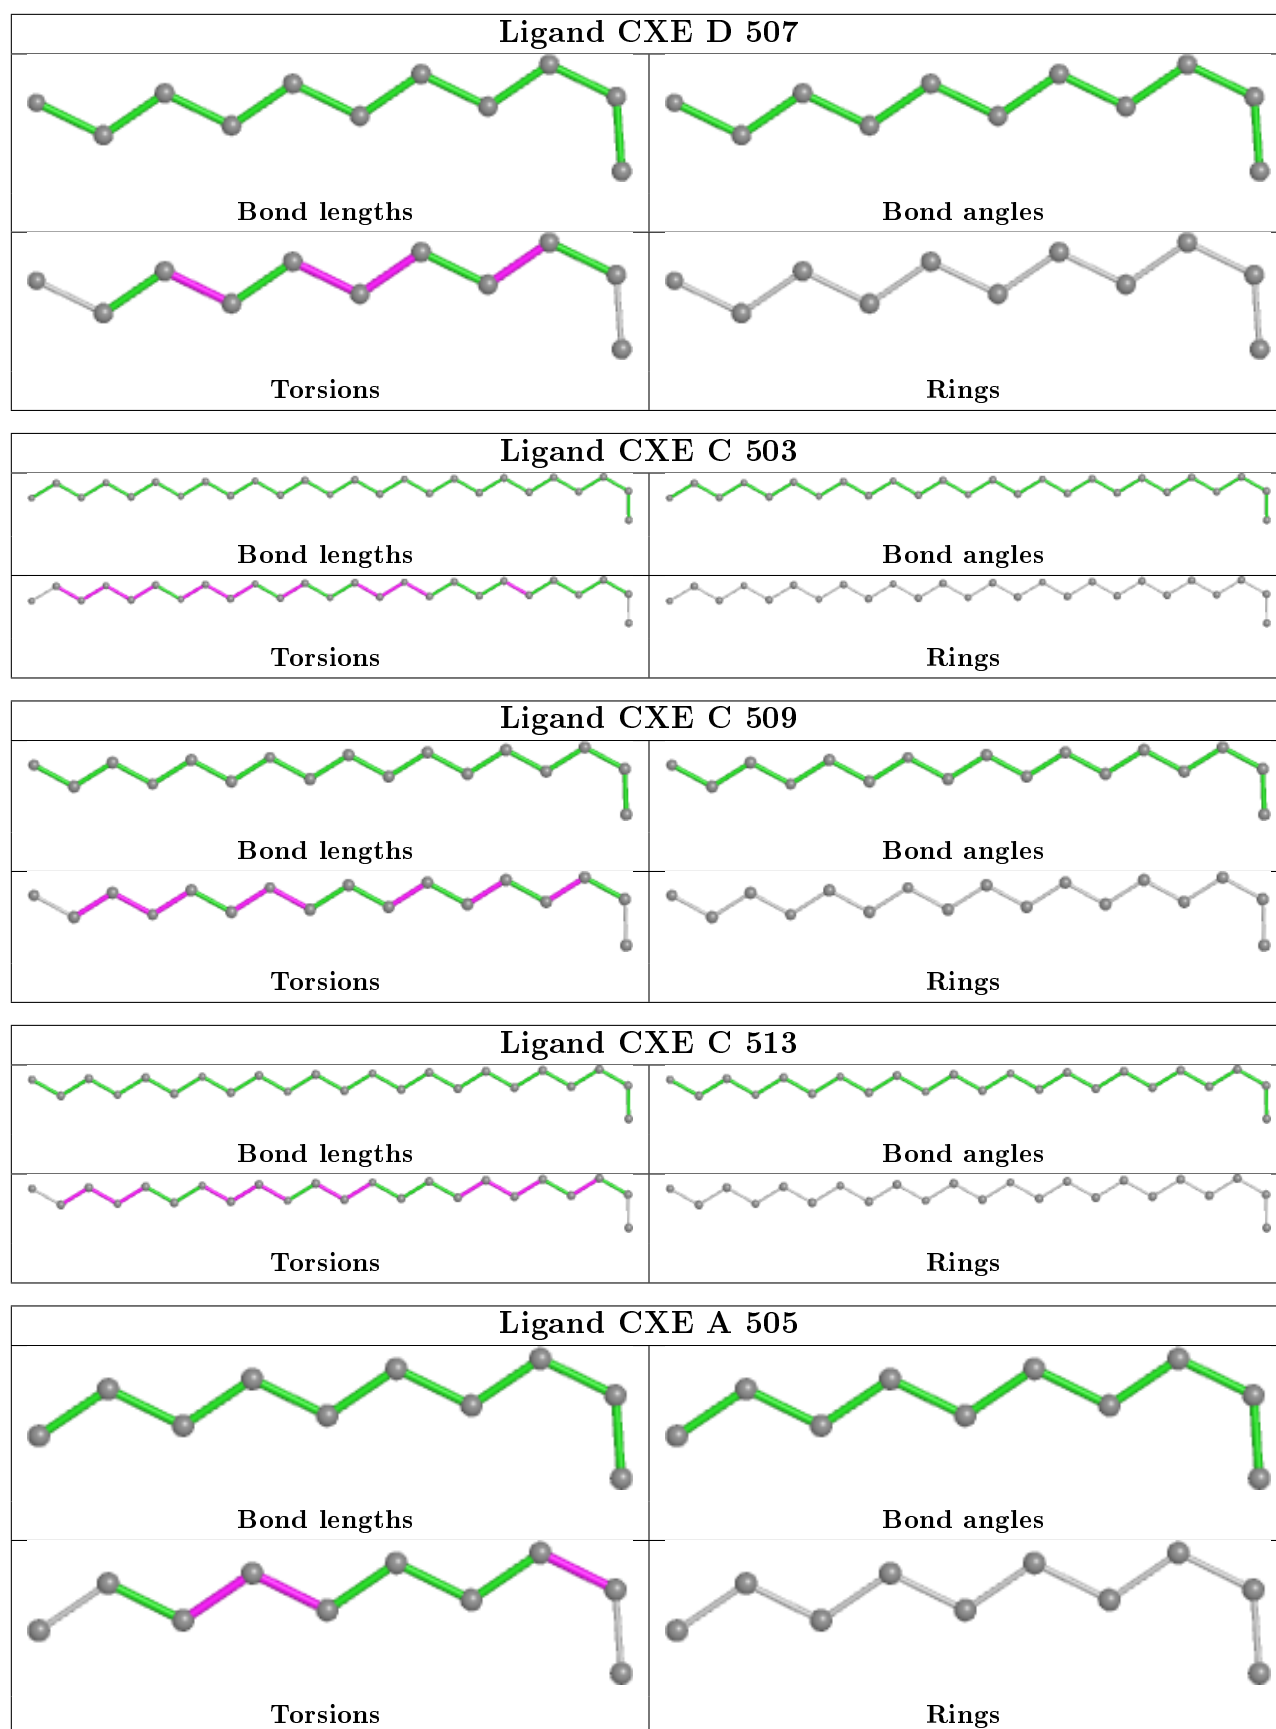 Ligand CXE D 507
Bond lengths
Bond angles
Torsions
Rings
Ligand CXE C 503
Bond lengths
Bond angles
Torsions
Rings
Ligand CXE C 509
Bond lengths
Bond angles
Torsions
Rings
Ligand CXE C 513
Bond lengths
Bond angles
Torsions
Rings
Ligand CXE A 505
Bond lengths
Bond angles
Torsions
Rings